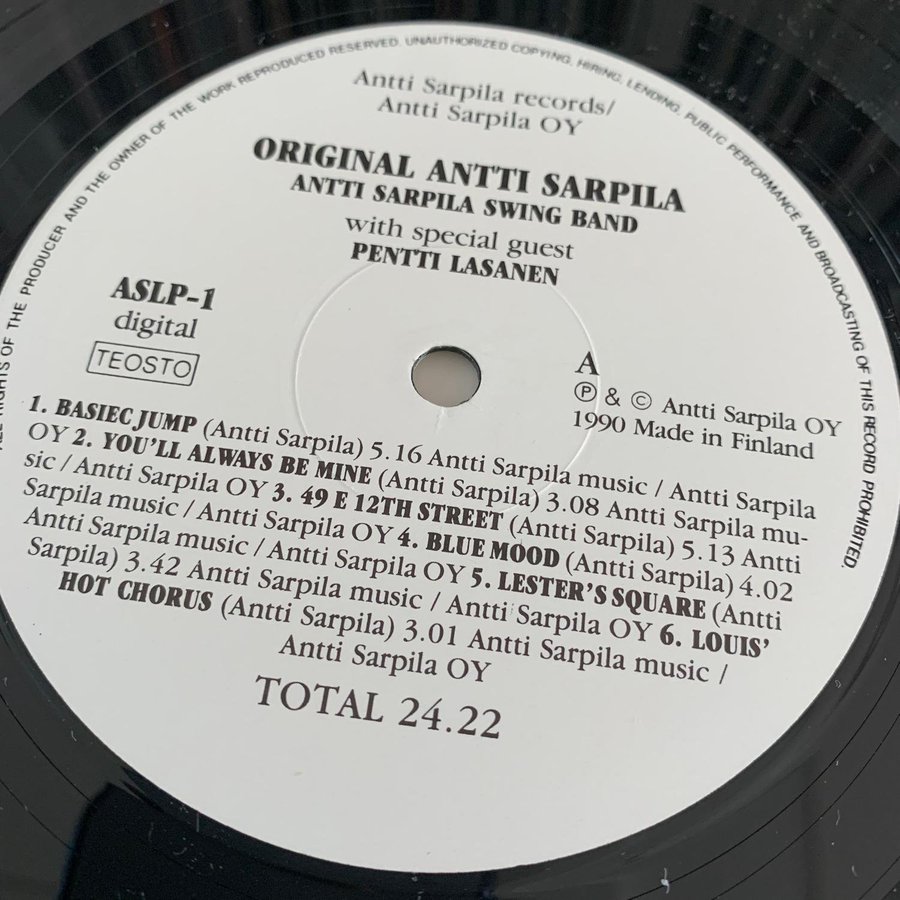 ALL RIGHTS OF THE PRODUCER AND THE OWNER OF THE WORK REPRODUCED RESERVED. UNAUTHORIZED COPYING, HIRING, LENDING, PUBLIC PERFORMANCE AND BROADCASTING OF THIS RECORD PROHIBITED.
Antti Sarpila records/
Antti Sarpila OY
ORIGINAL ANTTI SARPILA
ANTTI SARPILA SWING BAND
with special guest
PENTTI LASANEN
ASLP-1
digital
TEOSTO
A
Ⓟ & © Antti Sarpila OY
1990 Made in Finland
1. BASIEC JUMP (Antti Sarpila) 5.16 Antti Sarpila music / Antti Sarpila
OY 2. YOU'LL ALWAYS BE MINE (Antti Sarpila) 3.08 Antti Sarpila mu-
sic / Antti Sarpila OY 3. 49 E 12TH STREET (Antti Sarpila) 5.13 Antti
Sarpila music / Antti Sarpila OY 4. BLUE MOOD (Antti Sarpila) 4.02
Antti Sarpila music / Antti Sarpila OY 5. LESTER'S SQUARE (Antti
Sarpila) 3.42 Antti Sarpila music / Antti Sarpila OY 6. LOUIS'
HOT CHORUS (Antti Sarpila) 3.01 Antti Sarpila music /
Antti Sarpila OY
TOTAL 24.22